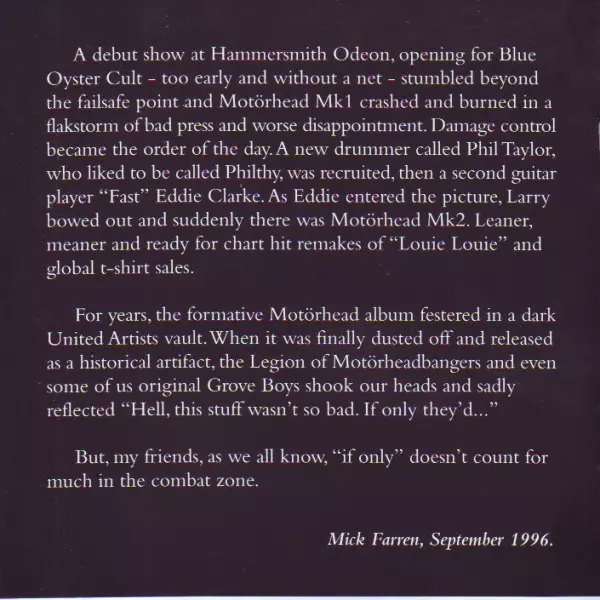 A debut show at Hammersmith Odeon, opening for Blue
Oyster Cult - too early and without a net - stumbled beyond
the failsafe point and Motörhead Mk1 crashed and burned in a
flakstorm of bad press and worse disappointment. Damage control
became the order of the day. A new drummer called Phil Taylor,
who liked to be called Philthy, was recruited, then a second guitar
player “Fast” Eddie Clarke. As Eddie entered the picture, Larry
bowed out and suddenly there was Motörhead Mk2. Leaner,
meaner and ready for chart hit remakes of “Louie Louie” and
global t-shirt sales.
For years, the formative Motörhead album festered in a dark
United Artists vault. When it was finally dusted off and released
as a historical artifact, the Legion of Motörheadbangers and even
some of us original Grove Boys shook our heads and sadly
reflected “Hell, this stuff wasn’t so bad. If only they’d...”
But, my friends, as we all know, “if only” doesn’t count for
much in the combat zone.
Mick Farren, September 1996.